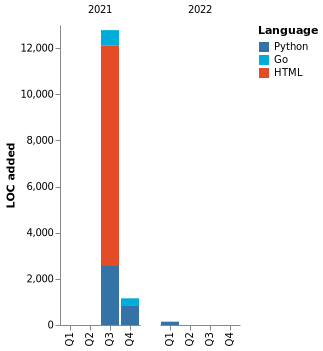 2021
2022
Language
Python
Go
HTML
LOC added
12,000
10,000
8,000
6,000
4,000
2,000
0
Q1
Q2
Q3
Q4
Q1
Q2
Q3
Q4